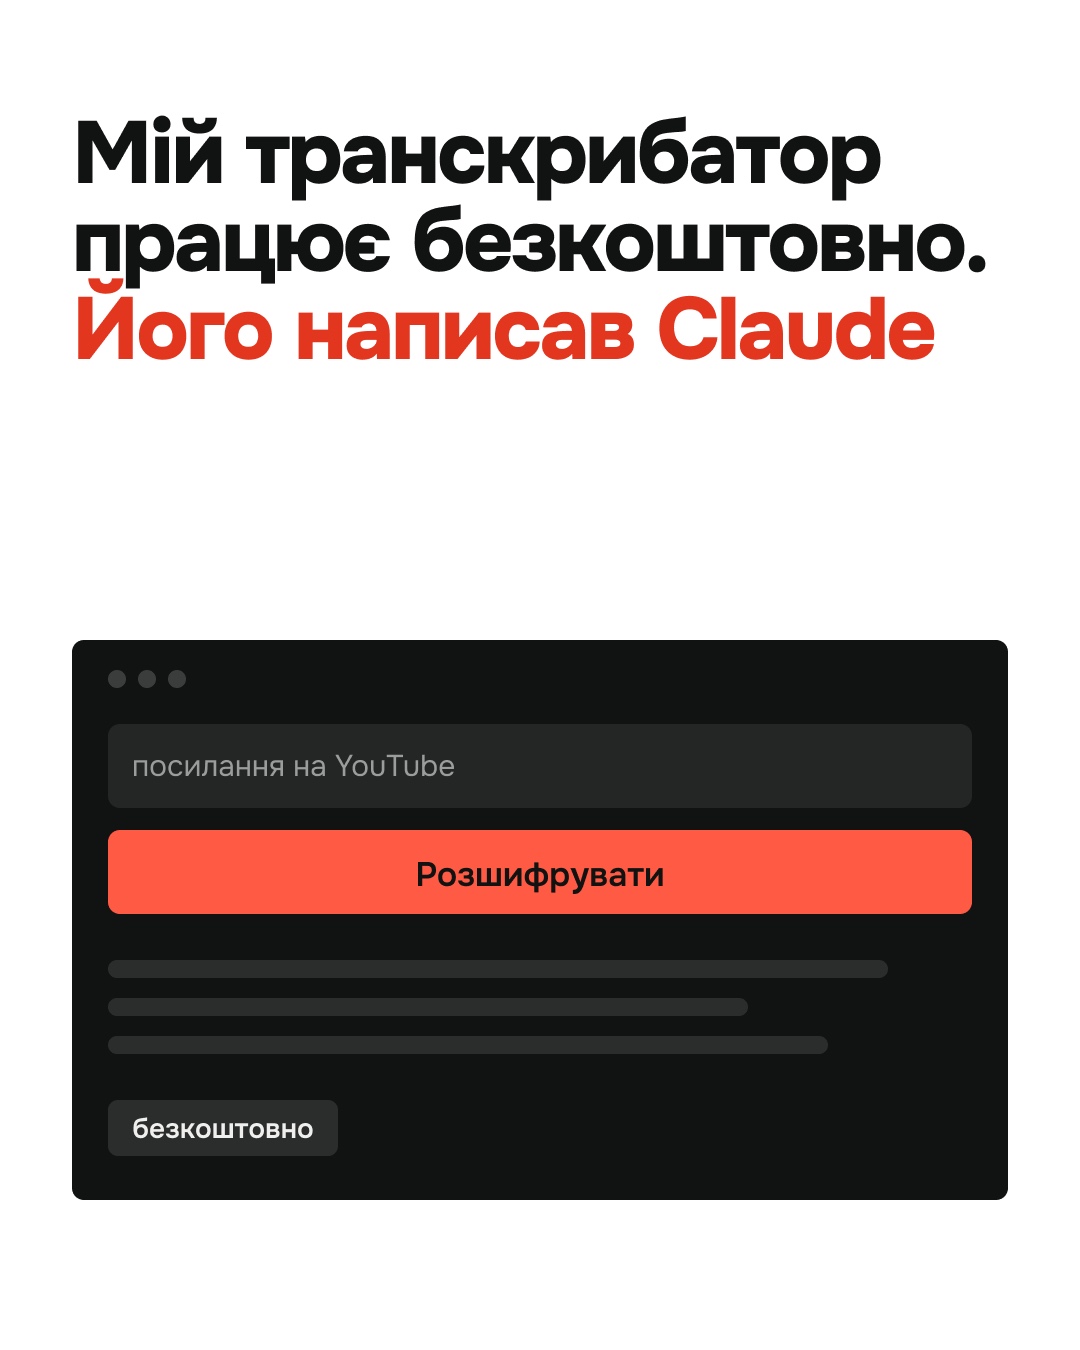 Мій транскрибатор
працює безкоштовно.
Його написав Claude
посилання на YouTube
Розшифрувати
безкоштовно